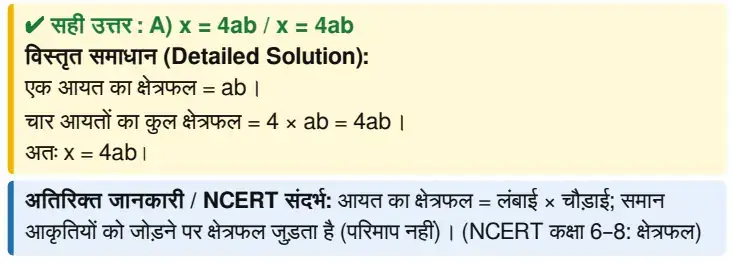 ✔ सही उत्तर : A) x = 4ab / x = 4ab
विस्तृत समाधान (Detailed Solution):
एक आयत का क्षेत्रफल = ab ।
चार आयतों का कुल क्षेत्रफल = 4 × ab = 4ab ।
अतः x = 4ab।
अतिरिक्त जानकारी / NCERT संदर्भ: आयत का क्षेत्रफल = लंबाई × चौड़ाई; समान
आकृतियों को जोड़ने पर क्षेत्रफल जुड़ता है (परिमाप नहीं) । (NCERT कक्षा 6–8: क्षेत्रफल)